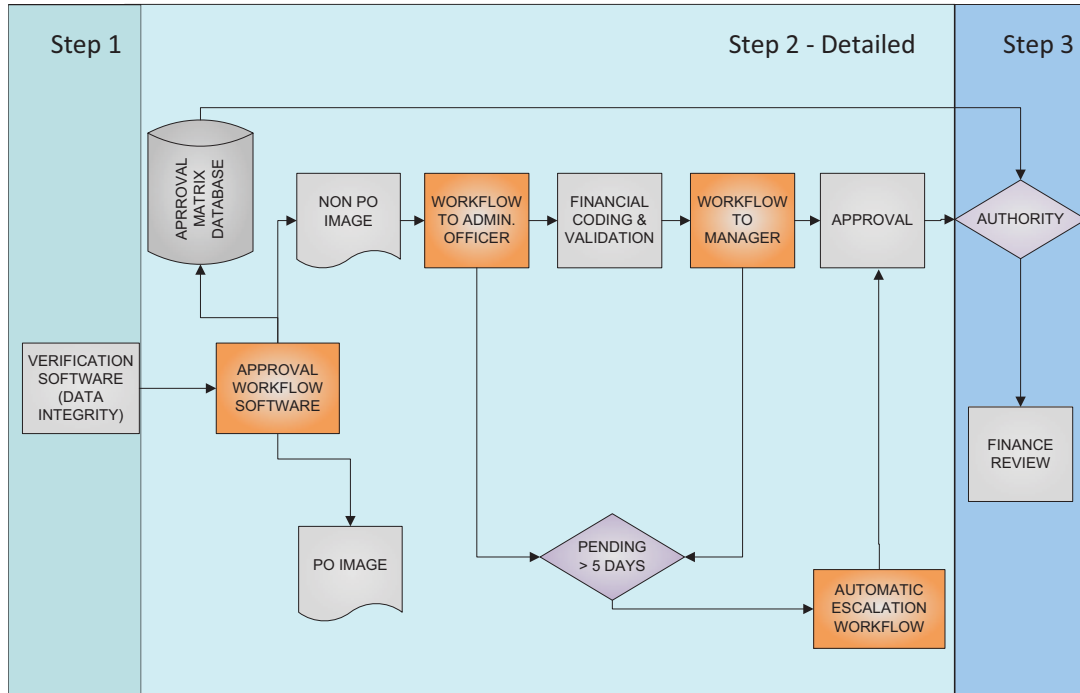 Step 1
Step 2 - Detailed
Step 3
APRROVAL
MATRIX
DATABASE
NON PO
IMAGE
WORKFLOW
TO ADMIN.
OFFICER
FINANCIAL
CODING &
VALIDATION
WORKFLOW
TO
MANAGER
APPROVAL
AUTHORITY
VERIFICATION
SOFTWARE
(DATA
INTEGRITY)
APPROVAL
WORKFLOW
SOFTWARE
FINANCE
REVIEW
PO IMAGE
PENDING
> 5 DAYS
AUTOMATIC
ESCALATION
WORKFLOW